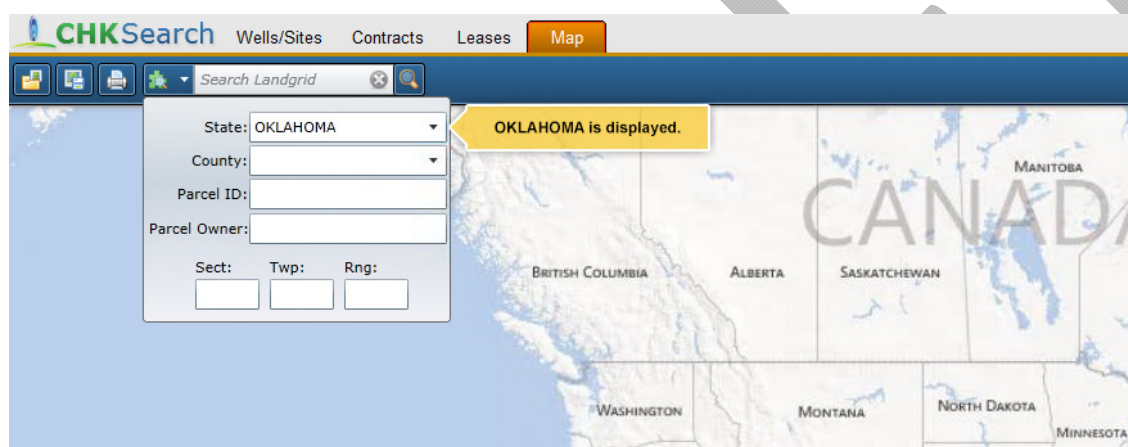 CHKSearch Wells/Sites Contracts Leases Map
Search Landgrid
State: OKLAHOMA
OKLAHOMA is displayed.
County:
Parcel ID:
Parcel Owner:
Sect: Twp: Rng:
MANITOBA
CANADA
BRITISH COLUMBIA ALBERTA SASKATCHEWAN
WASHINGTON MONTANA NORTH DAKOTA
MINNESOTA